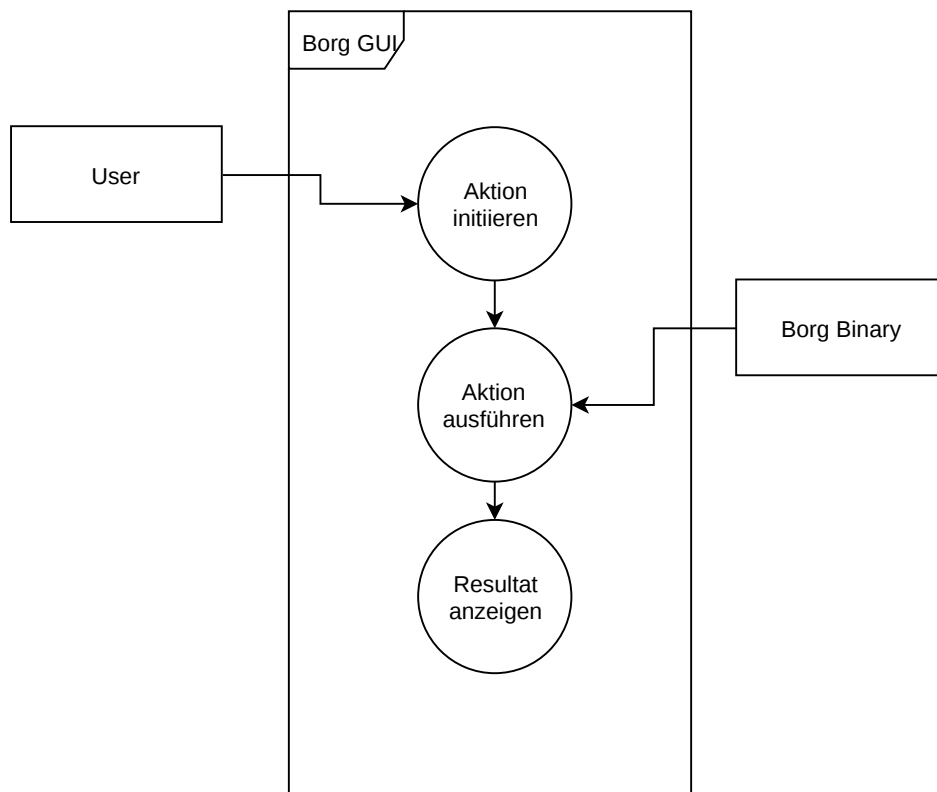 Borg GUI
User
Aktion
initiieren
Borg Binary
Aktion
ausführen
Resultat
anzeigen